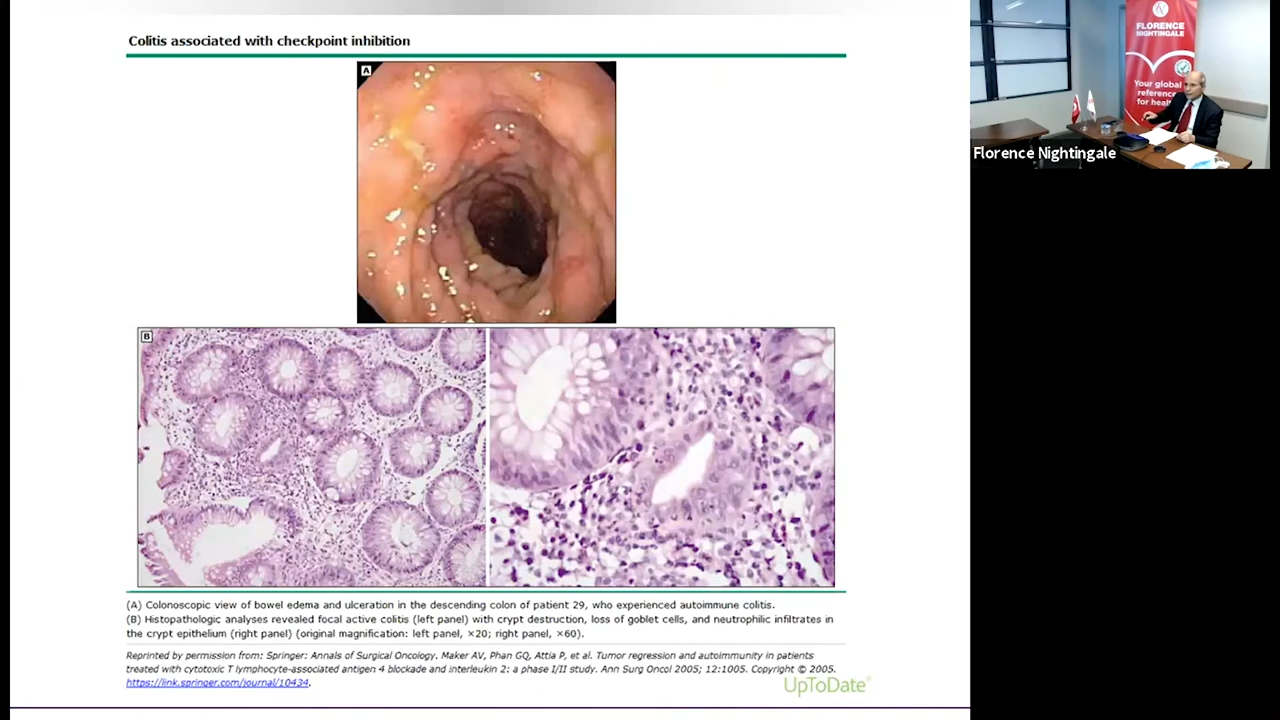 Colitis associated with checkpoint inhibition
A
B
(A) Colonoscopic view of bowel edema and ulceration in the descending colon of patient 29, who experienced autoimmune colitis.
(B) Histopathologic analyses revealed focal active colitis (left panel) with crypt destruction, loss of goblet cells, and neutrophilic infiltrates in
the crypt epithelium (right panel) (original magnification: left panel, ×20; right panel, ×60).
Reprinted by permission from: Springer: Annals of Surgical Oncology. Maker AV, Phan GQ, Attia P, et al. Tumor regression and autoimmunity in patients
treated with cytotoxic T lymphocyte-associated antigen 4 blockade and interleukin 2: a phase I/II study. Ann Surg Oncol 2005; 12:1005. Copyright © 2005.
https://link.springer.com/journal/10434.
UpToDate®
FLORENCE
NIGHTINGALE
Your global
reference
for heal
Florence Nightingale